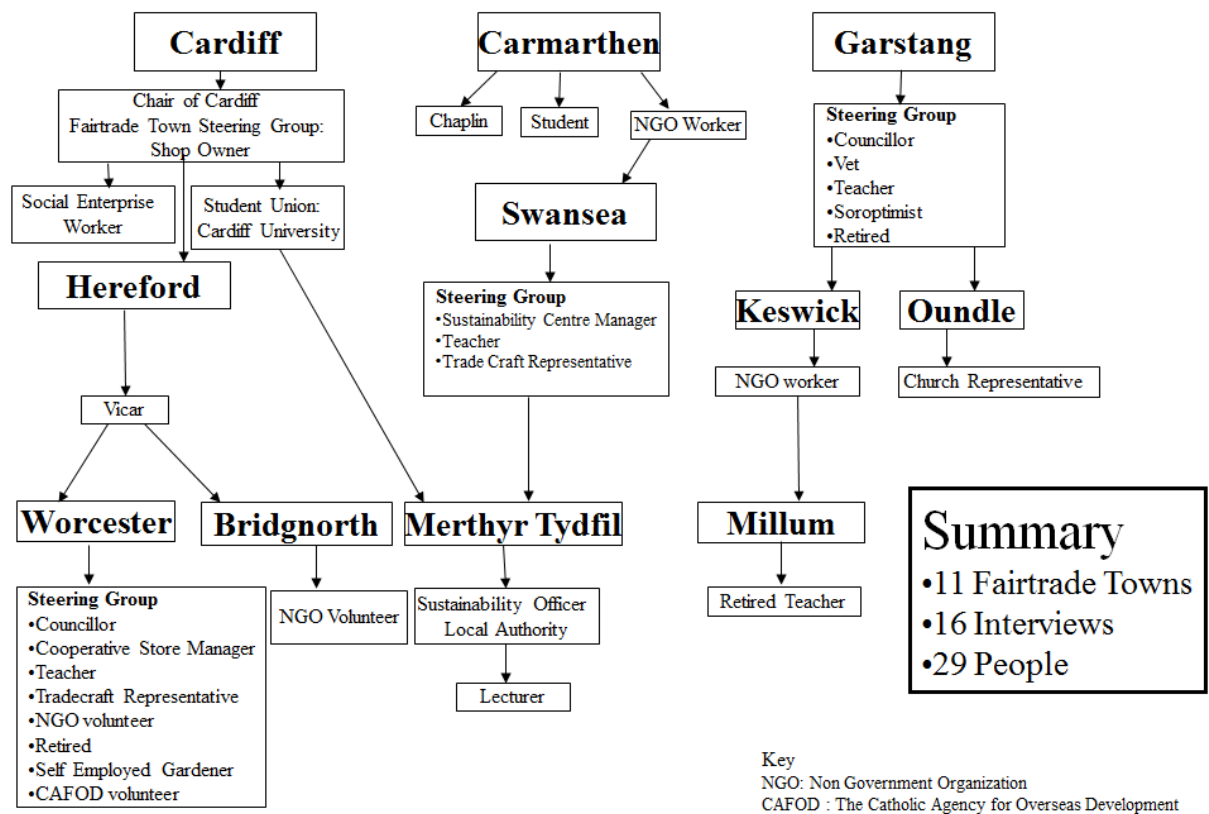 Cardiff
Carmarthen
Garstang
Chair of Cardiff
Fairtrade Town Steering Group:
Shop Owner
Chaplin
Student
NGO Worker
Steering Group
•Councillor
•Vet
•Teacher
•Soroptimist
•Retired
Social Enterprise
Worker
Student Union:
Cardiff University
Swansea
Hereford
Steering Group
•Sustainability Centre Manager
•Teacher
•Trade Craft Representative
Keswick
Oundle
NGO worker
Church Representative
Vicar
Worcester
Bridgnorth
Merthyr Tydfil
Millum
Steering Group
•Councillor
•Cooperative Store Manager
•Teacher
•Tradecraft Representative
•NGO volunteer
•Retired
•Self Employed Gardener
•CAFOD volunteer
NGO Volunteer
Sustainability Officer
Local Authority
Lecturer
Retired Teacher
Summary
•11 Fairtrade Towns
•16 Interviews
•29 People
Key
NGO: Non Government Organization
CAFOD : The Catholic Agency for Overseas Development